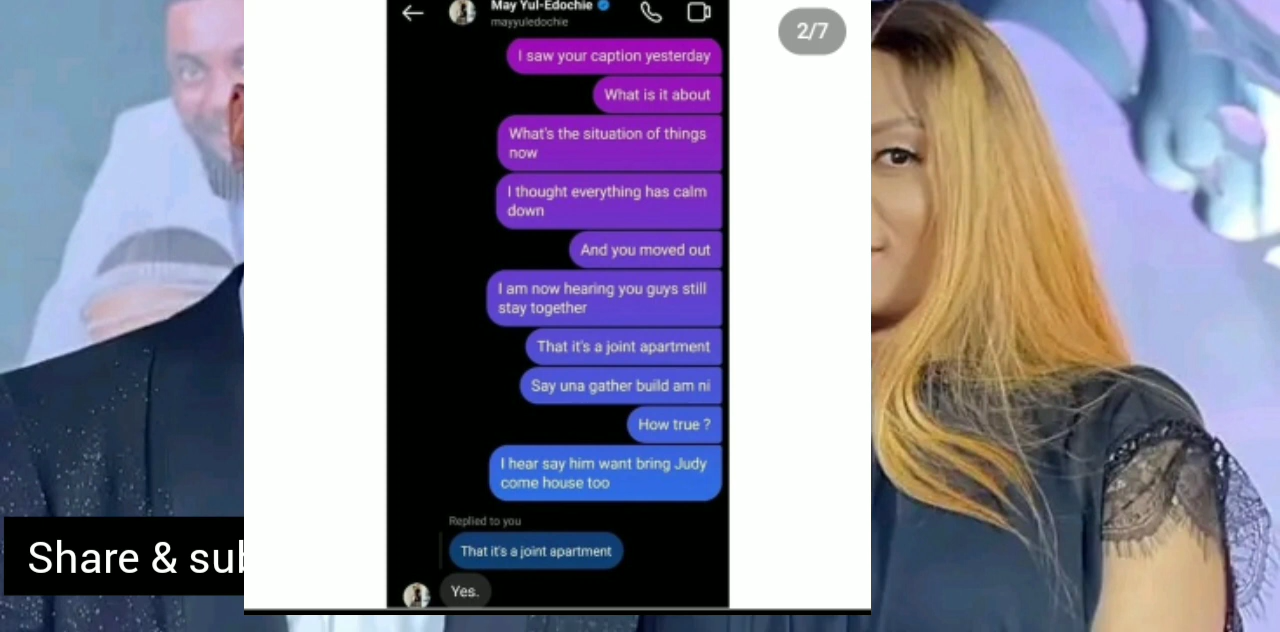 May Yul-Edochie
mayyuledochie
2/7
I saw your caption yesterday
What is it about
What's the situation of things
now
I thought everything has calm
down
And you moved out
I am now hearing you guys still
stay together
That it's a joint apartment
Say una gather build am ni
How true ?
I hear say him want bring Judy
come house too
Replied to you
That it's a joint apartment
Yes.
Share & sub